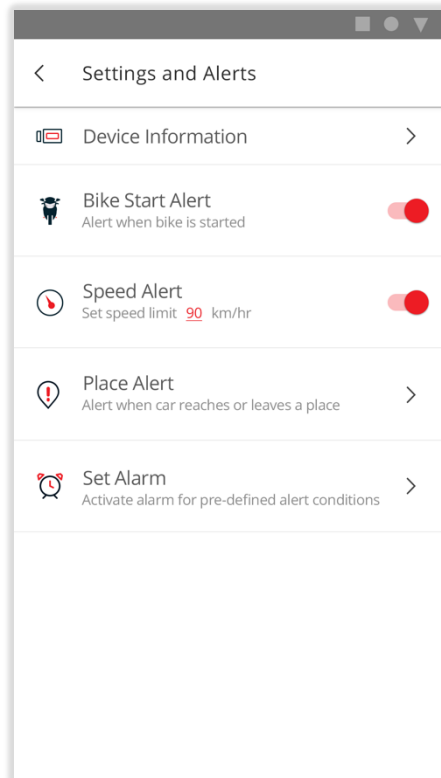 Settings and Alerts
Device Information
Bike Start Alert
Alert when bike is started
Speed Alert
Set speed limit 90 km/hr
Place Alert
Alert when car reaches or leaves a place
Set Alarm
Activate alarm for pre-defined alert conditions